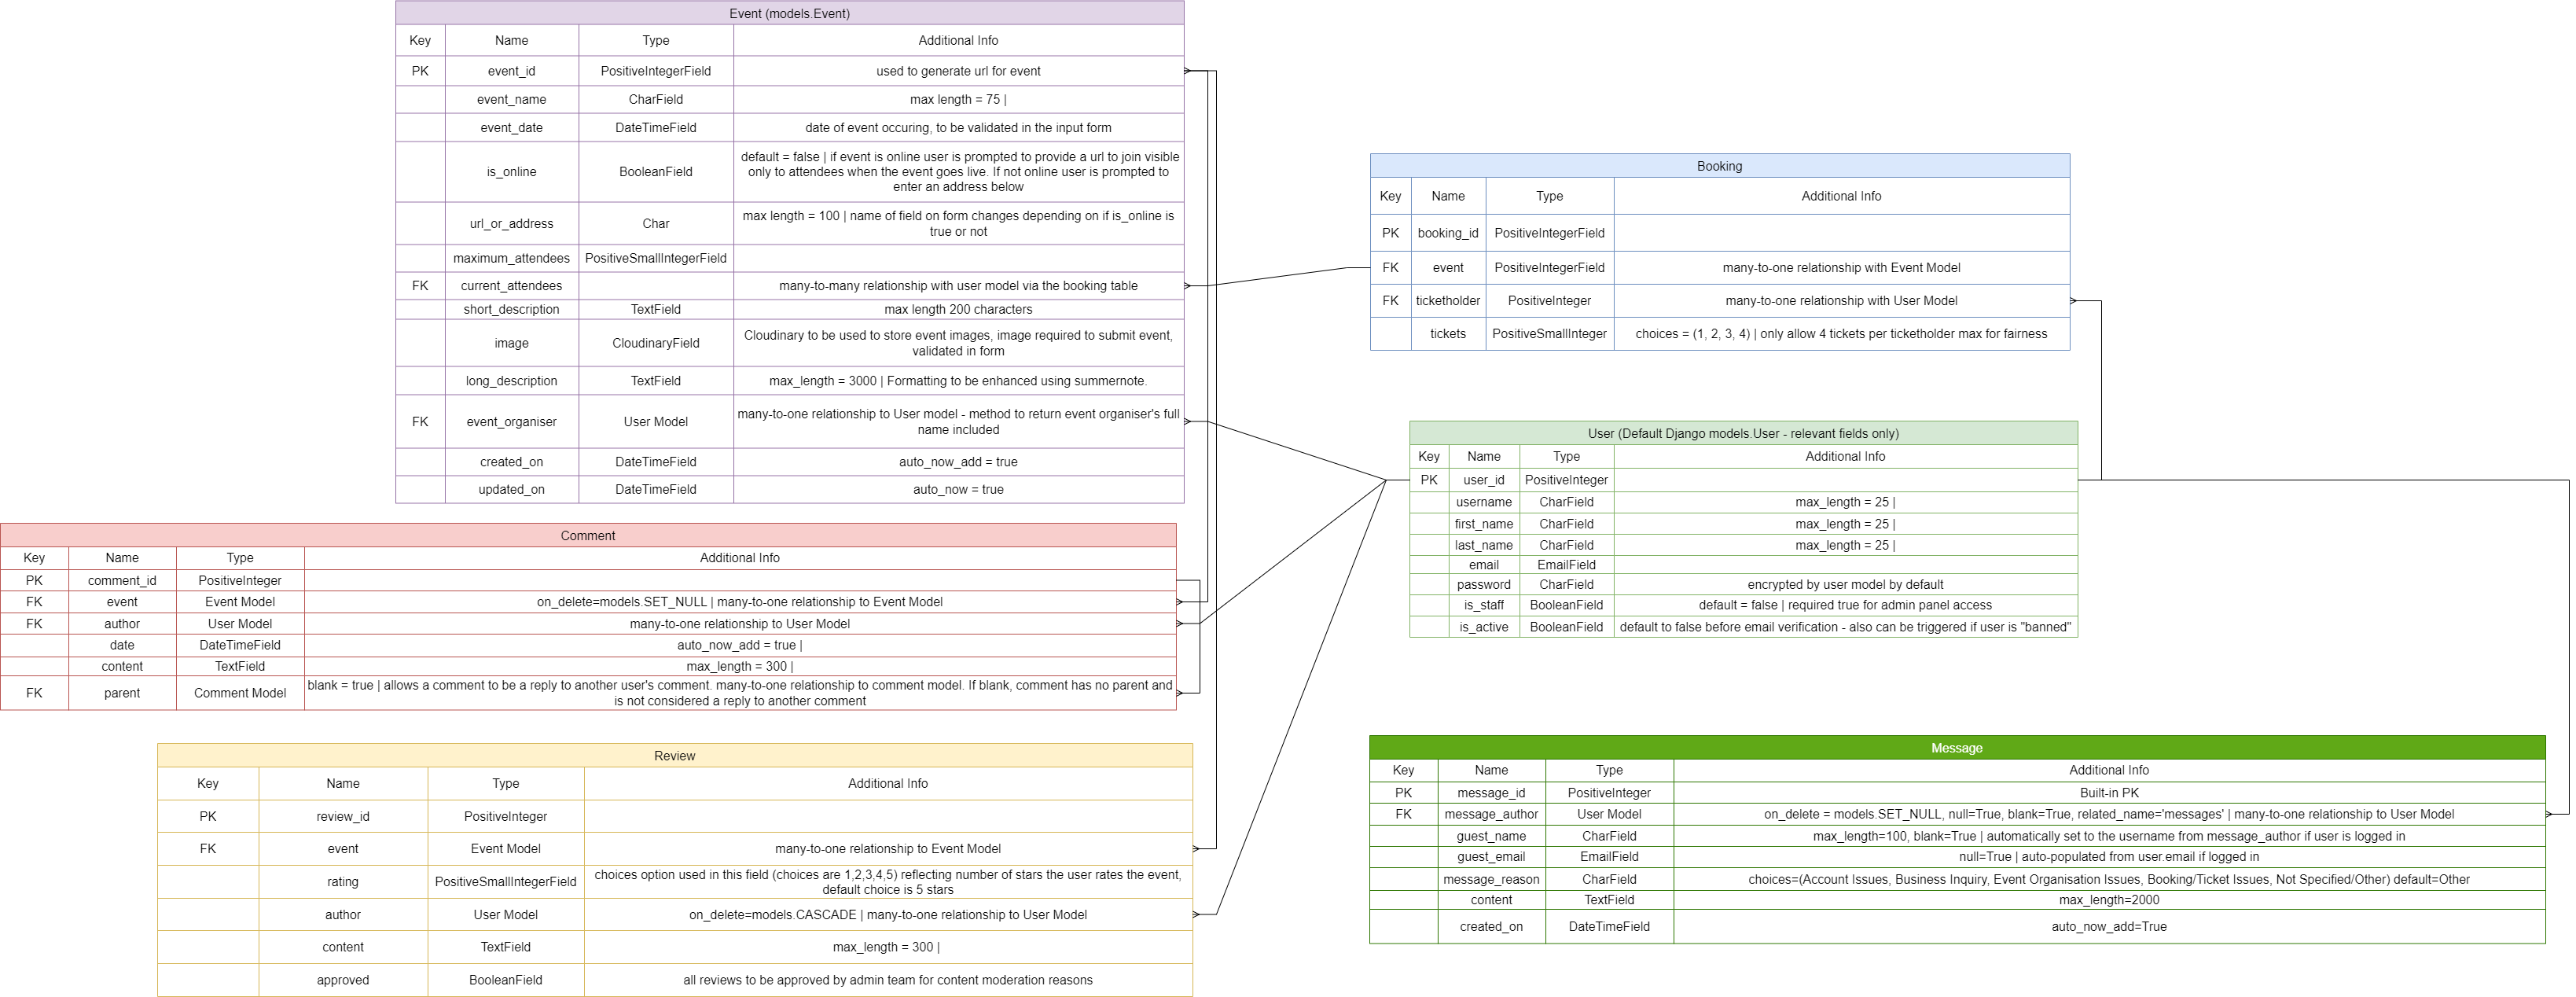 Event (models.Event)
Key Name Type Additional Info
PK event_id PositiveIntegerField used to generate url for event
event_name CharField max length = 75 |
event_date DateTimeField date of event occuring, to be validated in the input form
is_online BooleanField default = false | if event is online user is prompted to provide a url to join visible
only to attendees when the event goes live. If not online user is prompted to
enter an address below
url_or_address Char max length = 100 | name of field on form changes depending on if is_online is
true or not
maximum_attendees PositiveSmallIntegerField
FK current_attendees many-to-many relationship with user model via the booking table
short_description TextField max length 200 characters
image CloudinaryField Cloudinary to be used to store event images, image required to submit event,
validated in form
long_description TextField max_length = 3000 | Formatting to be enhanced using summernote.
FK event_organiser User Model many-to-one relationship to User model - method to return event organiser's full
name included
created_on DateTimeField auto_now_add = true
updated_on DateTimeField auto_now = true
Booking
Key Name Type Additional Info
PK booking_id PositiveIntegerField
FK event PositiveIntegerField many-to-one relationship with Event Model
FK ticketholder PositiveInteger many-to-one relationship with User Model
tickets PositiveSmallInteger choices = (1, 2, 3, 4) | only allow 4 tickets per ticketholder max for fairness
User (Default Django models.User - relevant fields only)
Key Name Type Additional Info
PK user_id PositiveInteger
username CharField max_length = 25 |
first_name CharField max_length = 25 |
last_name CharField max_length = 25 |
email EmailField
password CharField encrypted by user model by default
is_staff BooleanField default = false | required true for admin panel access
is_active BooleanField default to false before email verification - also can be triggered if user is "banned"
Comment
Key Name Type Additional Info
PK comment_id PositiveInteger
FK event Event Model on_delete=models.SET_NULL | many-to-one relationship to Event Model
FK author User Model many-to-one relationship to User Model
date DateTimeField auto_now_add = true |
content TextField max_length = 300 |
FK parent Comment Model blank = true | allows a comment to be a reply to another user's comment. many-to-one relationship to comment model. If blank, comment has no parent and
is not considered a reply to another comment
Review
Key Name Type Additional Info
PK review_id PositiveInteger
FK event Event Model many-to-one relationship to Event Model
rating PositiveSmallIntegerField choices option used in this field (choices are 1,2,3,4,5) reflecting number of stars the user rates the event,
default choice is 5 stars
author User Model on_delete=models.CASCADE | many-to-one relationship to User Model
content TextField max_length = 300 |
approved BooleanField all reviews to be approved by admin team for content moderation reasons
Message
Key Name Type Additional Info
PK message_id PositiveInteger Built-in PK
FK message_author User Model on_delete = models.SET_NULL, null=True, blank=True, related_name='messages' | many-to-one relationship to User Model
guest_name CharField max_length=100, blank=True | automatically set to the username from message_author if user is logged in
guest_email EmailField null=True | auto-populated from user.email if logged in
message_reason CharField choices=(Account Issues, Business Inquiry, Event Organisation Issues, Booking/Ticket Issues, Not Specified/Other) default=Other
content TextField max_length=2000
created_on DateTimeField auto_now_add=True